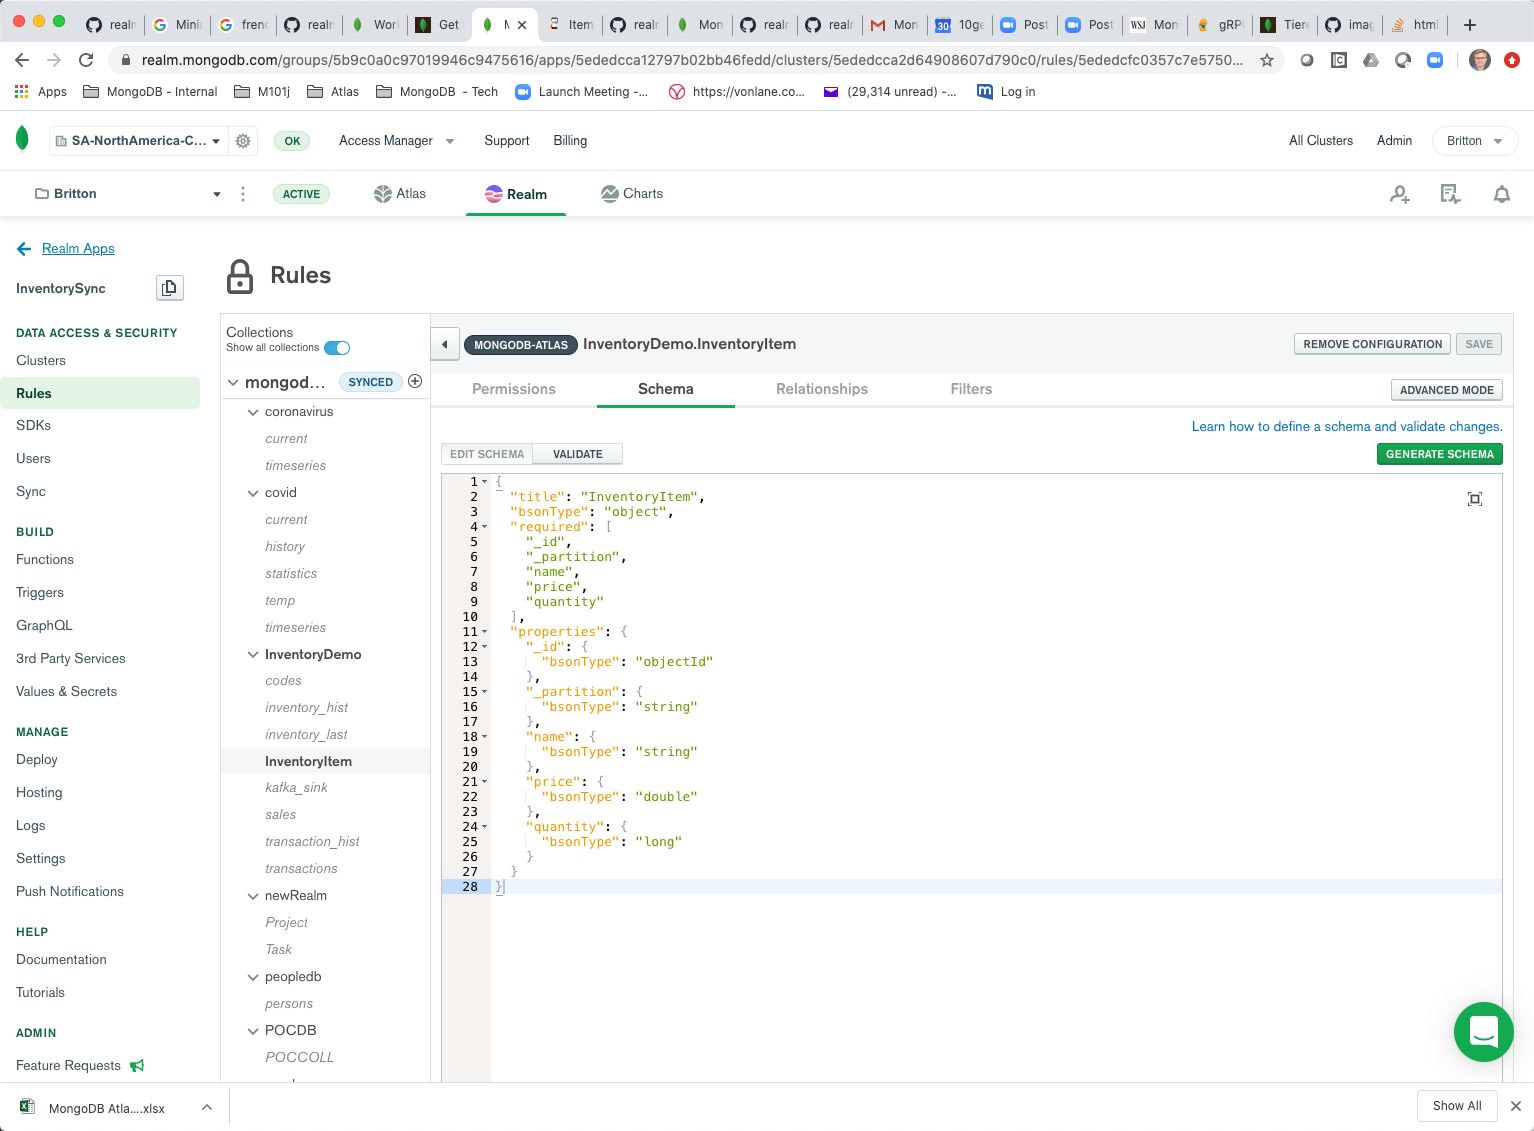 realm
Mini
frenc
realm
Wori
Get
M
Item
realm
Mon
realm
realm
Mon
10ge
Post
Post
WSJ Mon
gRP
Tiere
imag
html
realm.mongodb.com/groups/5b9c0a0c97019946c9475616/apps/5ededcca12797b02bb46fedd/clusters/5ededcca2d64908607d790c0/rules/5ededcfc0357c7e5750...
Apps
MongoDB - Internal
M101j
Atlas
MongoDB - Tech
Launch Meeting -...
https://vonlane.co...
(29,314 unread) -...
Log in
SA-NorthAmerica-C...
OK
Access Manager
Support
Billing
All Clusters
Admin
Britton
Britton
ACTIVE
Atlas
Realm
Charts
Realm Apps
InventorySync
DATA ACCESS & SECURITY
Clusters
Rules
SDKs
Users
Sync
BUILD
Functions
Triggers
GraphQL
3rd Party Services
Values & Secrets
MANAGE
Deploy
Hosting
Logs
Settings
Push Notifications
HELP
Documentation
Tutorials
ADMIN
Feature Requests
Rules
Collections
Show all collections
mongod...
SYNCED
coronavirus
current
timeseries
covid
current
history
statistics
temp
timeseries
InventoryDemo
codes
inventory_hist
inventory_last
InventoryItem
kafka_sink
sales
transaction_hist
transactions
newRealm
Project
Task
peopledb
persons
POCDB
POCCOLL
MONGODB-ATLAS InventoryDemo.InventoryItem
REMOVE CONFIGURATION
SAVE
Permissions
Schema
Relationships
Filters
ADVANCED MODE
Learn how to define a schema and validate changes.
EDIT SCHEMA
VALIDATE
GENERATE SCHEMA
1 {
2 "title": "InventoryItem",
3 "bsonType": "object",
4 "required": [
5 "_id",
6 "_partition",
7 "name",
8 "price",
9 "quantity"
10 ],
11 "properties": {
12 "_id": {
13 "bsonType": "objectId"
14 },
15 "_partition": {
16 "bsonType": "string"
17 },
18 "name": {
19 "bsonType": "string"
20 },
21 "price": {
22 "bsonType": "double"
23 },
24 "quantity": {
25 "bsonType": "long"
26 }
27 }
28 }
MongoDB Atla....xlsx
Show All